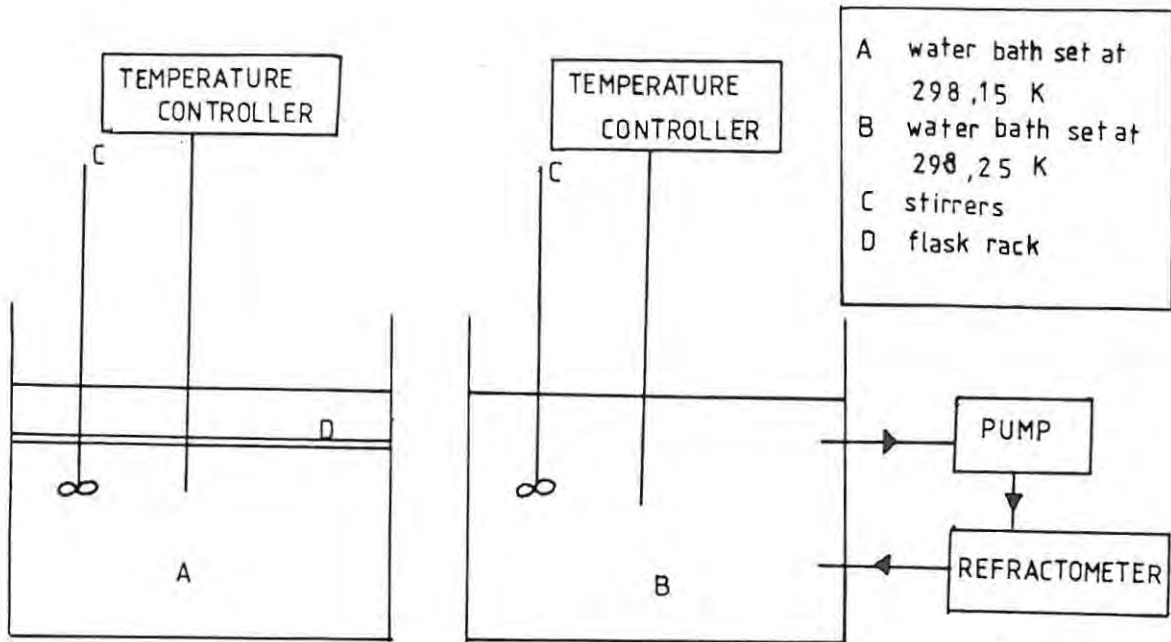 TEMPERATURE
CONTROLLER
C
D
A
TEMPERATURE
CONTROLLER
C
B
PUMP
REFRACTOMETER
A water bath set at
298,15 K
B water bath set at
298,25 K
C stirrers
D flask rack